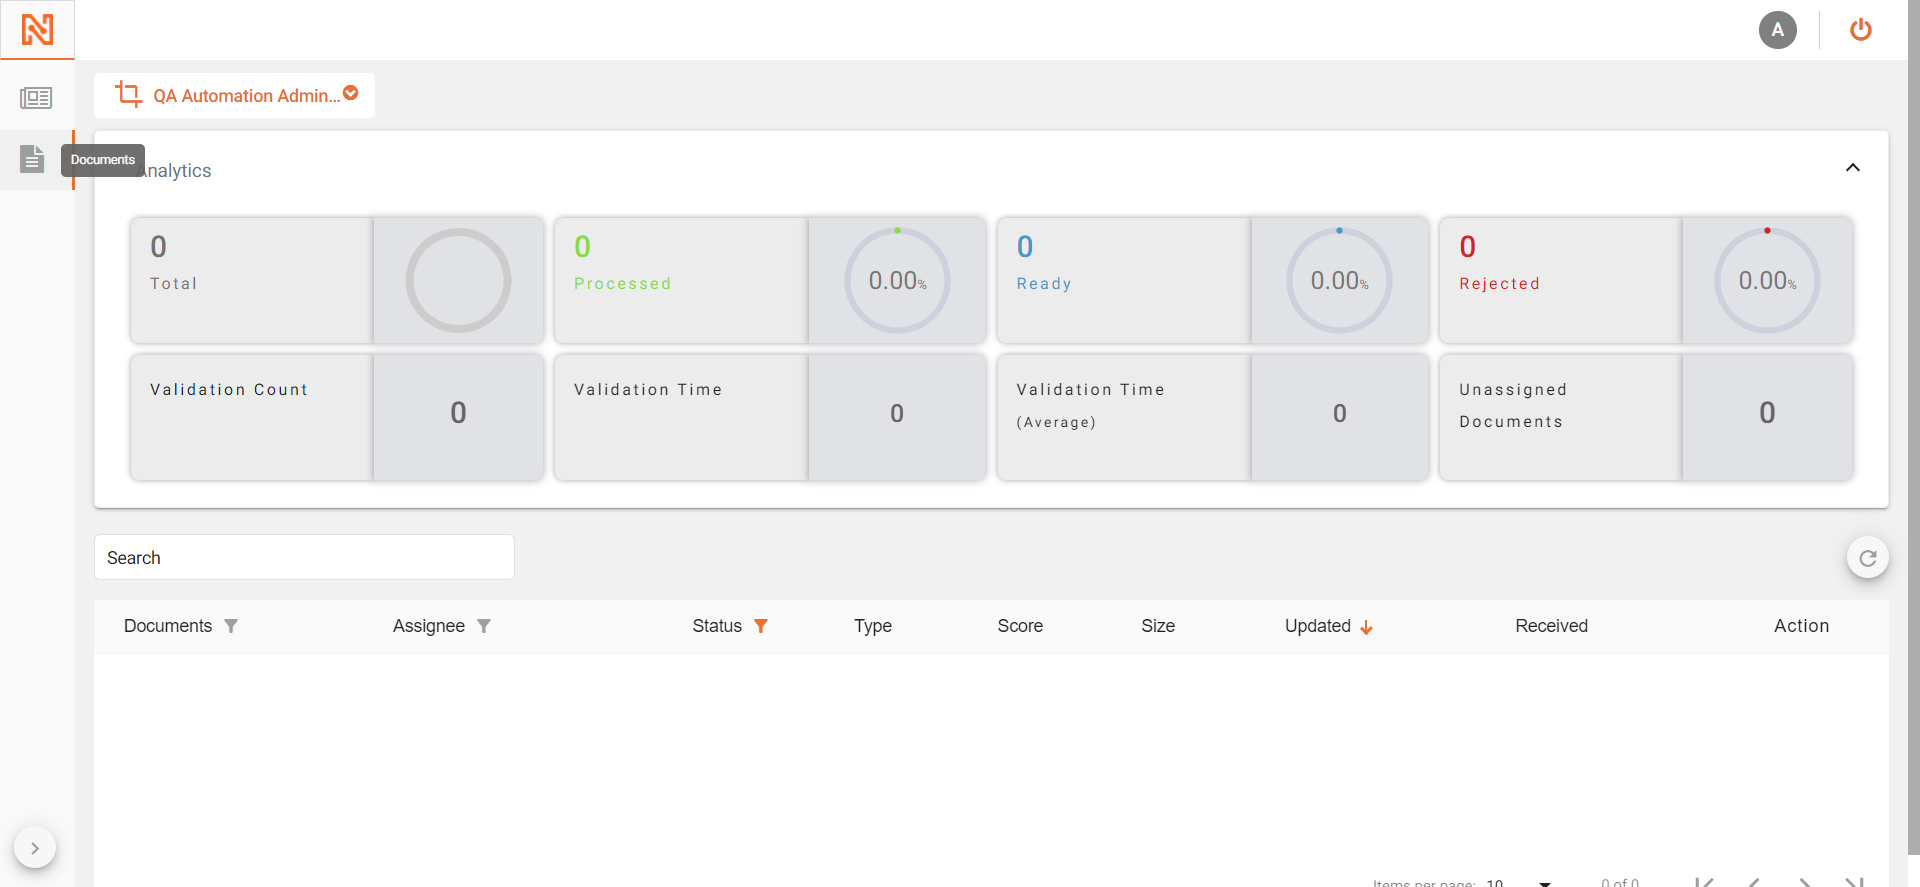 A
QA Automation Admin...
Documents
Analytics
0
Total
0
Processed
0.00%
0
Ready
0.00%
0
Rejected
0.00%
Validation Count
0
Validation Time
0
Validation Time
(Average)
0
Unassigned
Documents
0
Search
Documents
Assignee
Status
Type
Score
Size
Updated
Received
Action
Items per page:
10
0 of 0